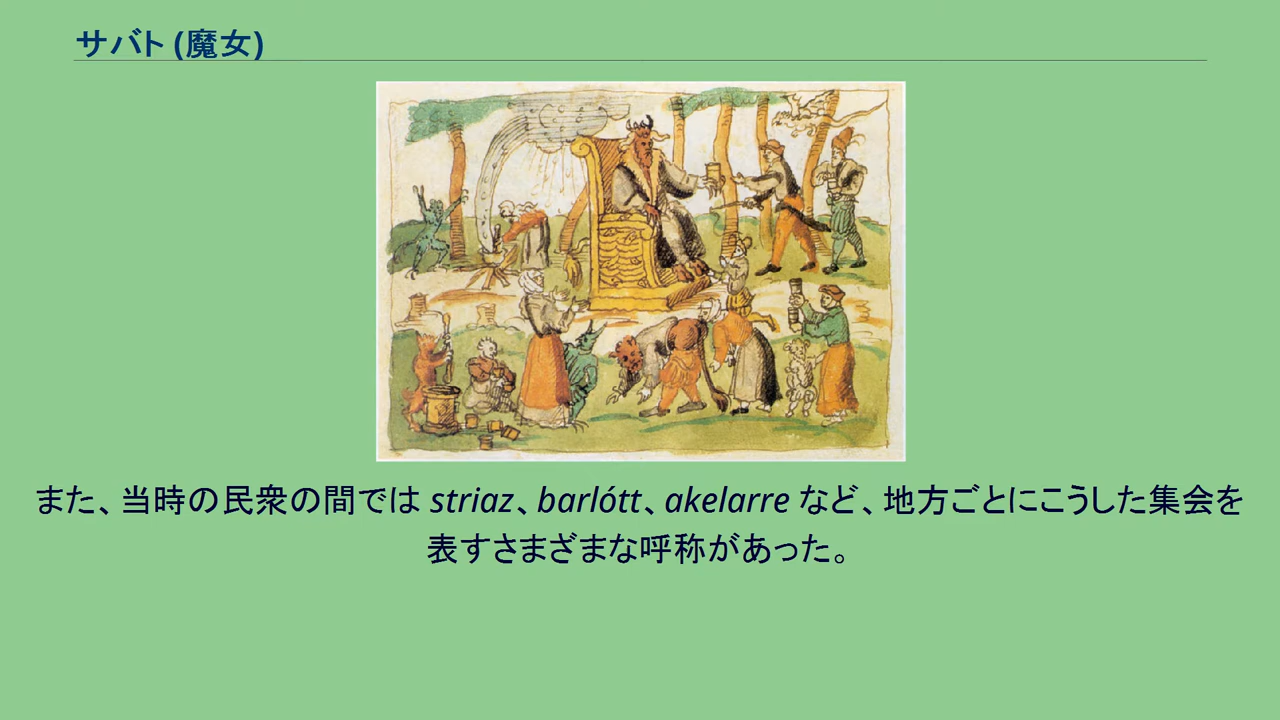 サバト (魔女)
また、当時の民衆の間では striaz、barlótt、akelarre など、地方ごとにこうした集会を
表すさまざまな呼称があった。